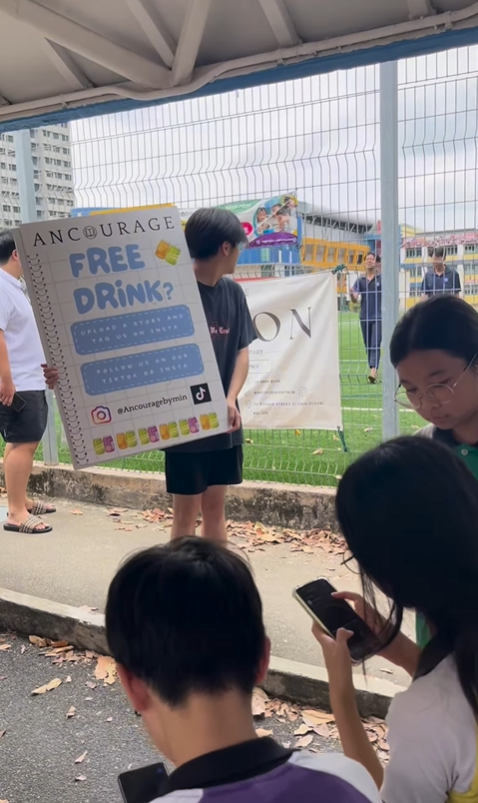 ANCOURAGE
FREE
DRiNK?
UPLOAD A STORY AND
TAG US ON INSTA
FOLLOW US ON OUR
TIKTOK OR INSTA
@Ancouragebymin
ON